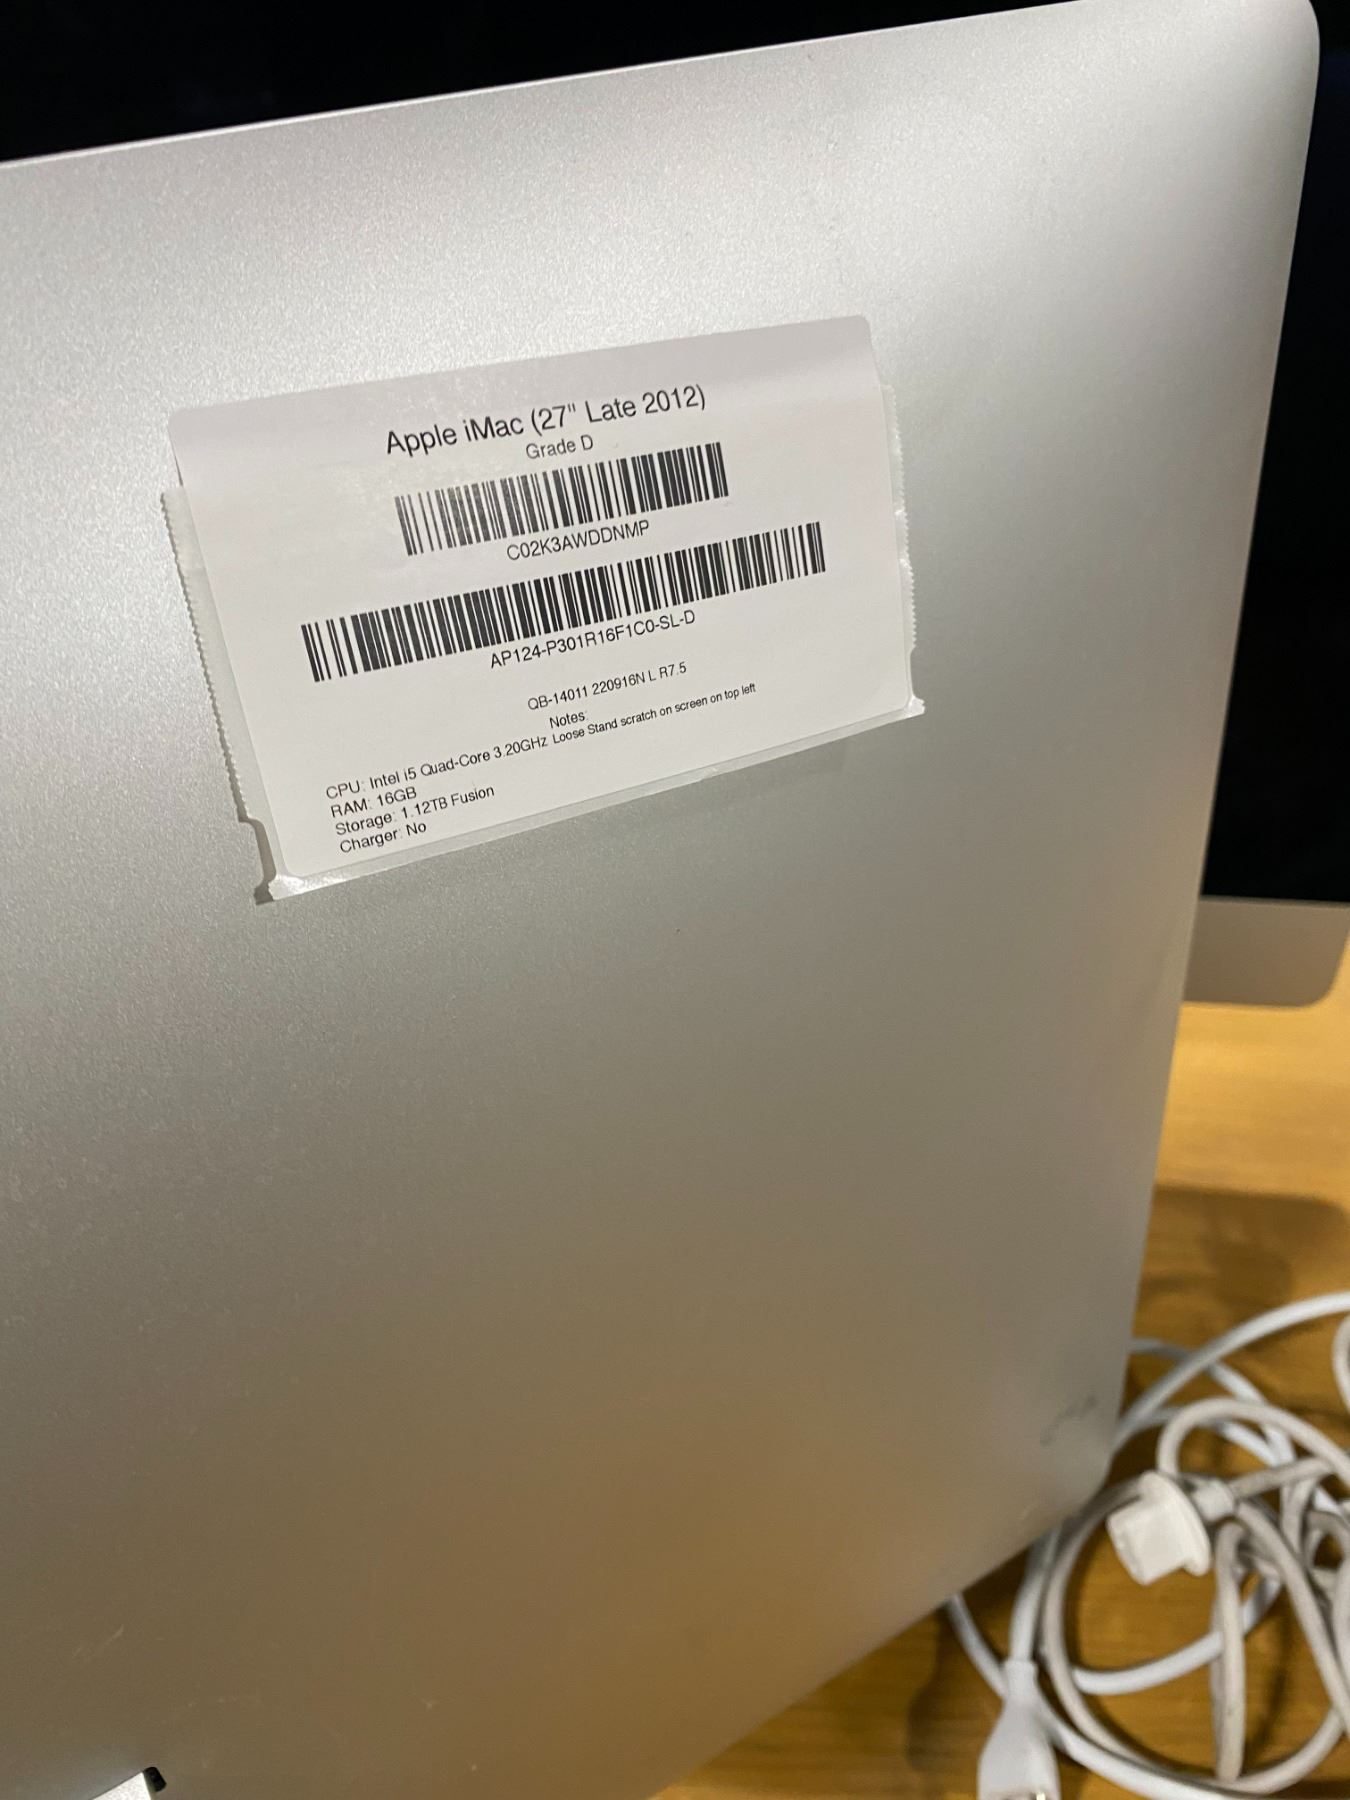 Apple iMac (27" Late 2012)
Grade D
C02K3AWDDNMP
AP124-P301R16F1C0-SL-D
QB-14011 220916N L R7.5
Notes:
Loose Stand scratch on screen on top left
CPU: Intel i5 Quad-Core 3.20GHz
RAM: 16GB
Storage: 1.12TB Fusion
Charger: No